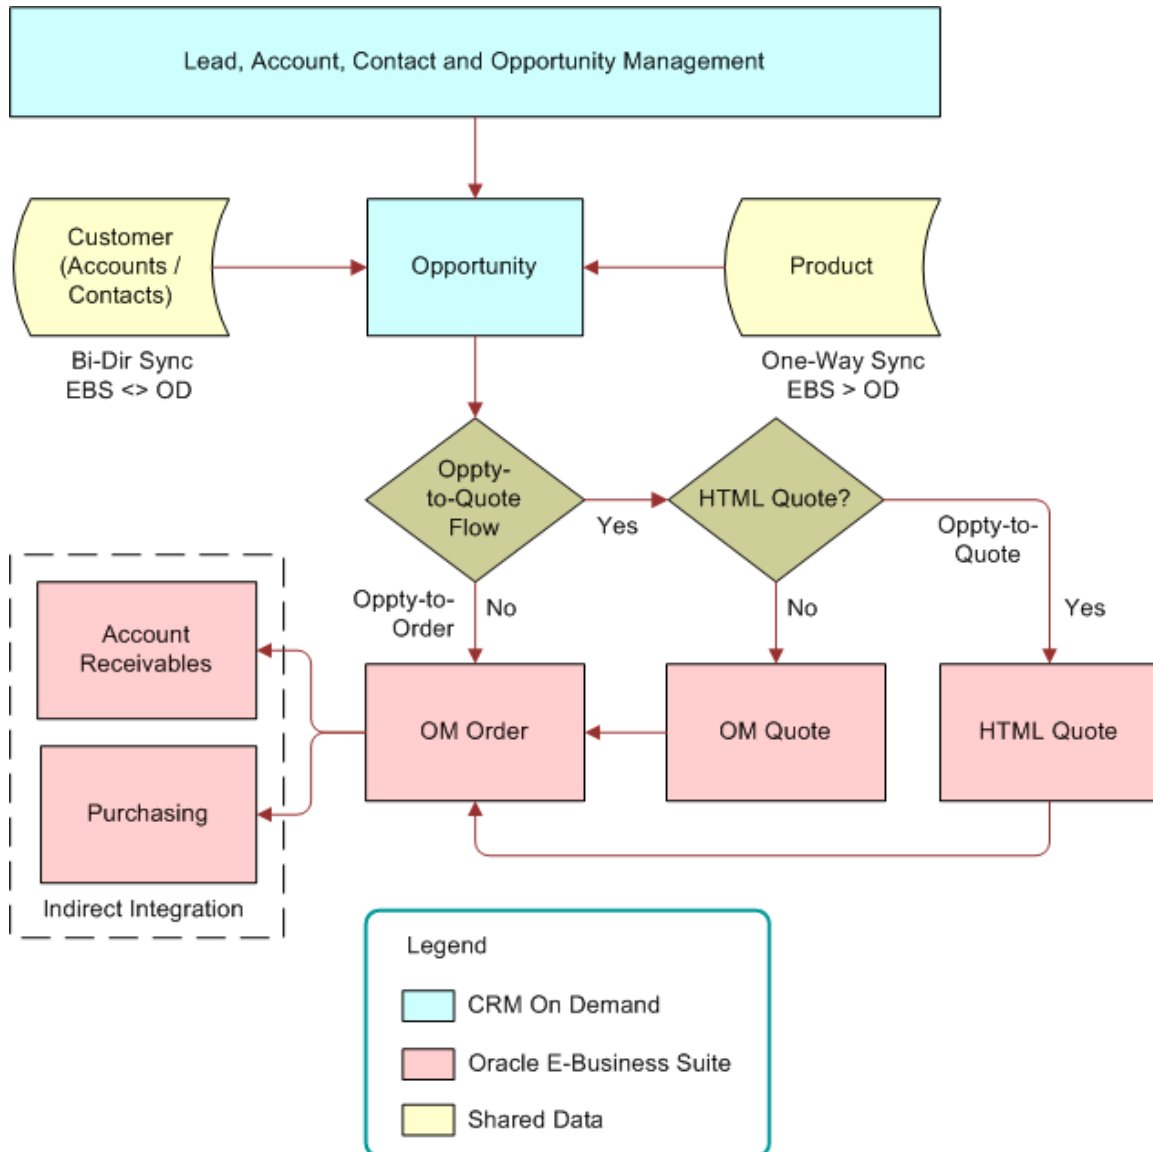 Lead, Account, Contact and Opportunity Management
Customer
(Accounts /
Contacts)
Opportunity
Product
Bi-Dir Sync
EBS <> OD
One-Way Sync
EBS > OD
Oppty-
to-Quote
Flow
Yes
HTML Quote?
Oppty-to-
Quote
Oppty-to-
Order
No
No
Yes
Account
Receivables
OM Order
OM Quote
HTML Quote
Purchasing
Indirect Integration
Legend
CRM On Demand
Oracle E-Business Suite
Shared Data